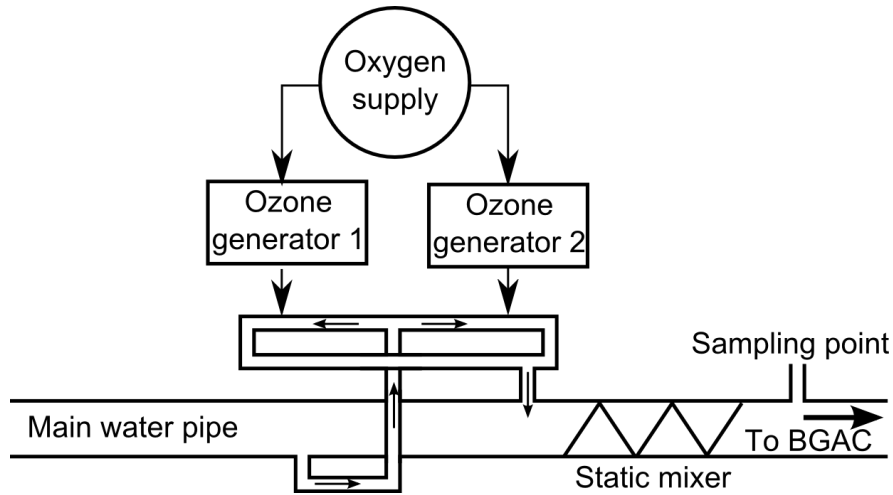 Oxygen
supply
Ozone
generator 1
Ozone
generator 2
Sampling point
Main water pipe
To BGAC
Static mixer